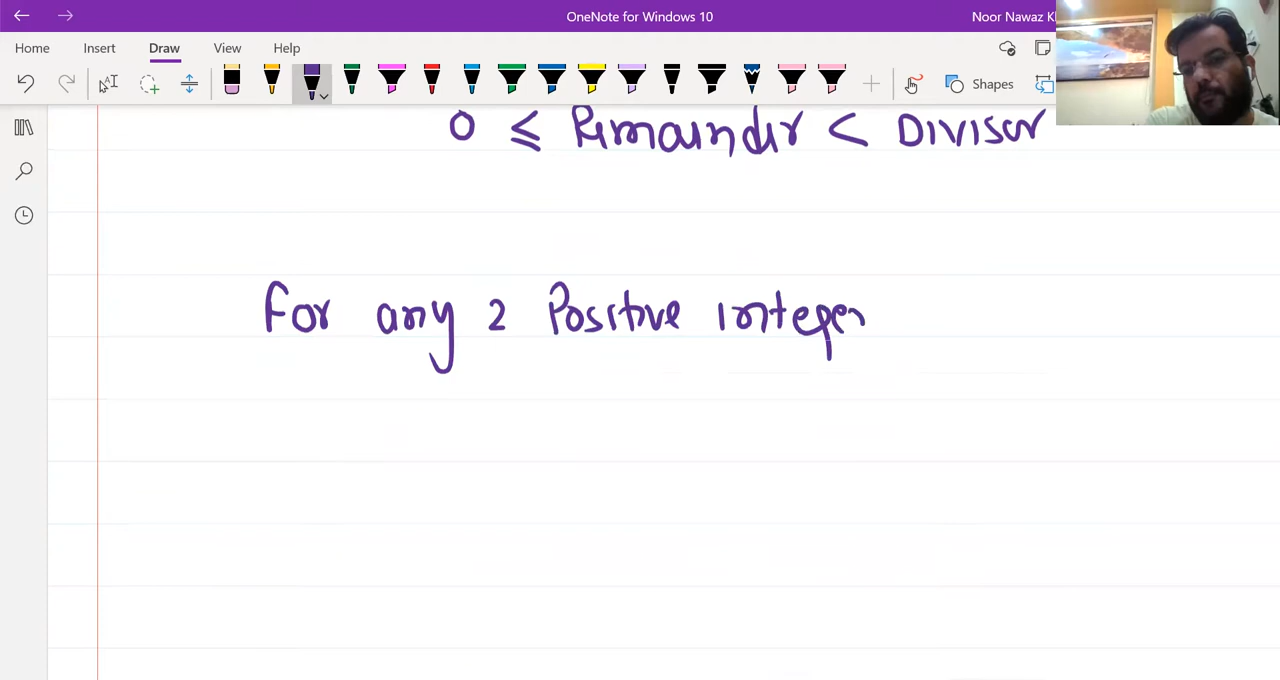 OneNote for Windows 10
Noor Nawaz Kh
Home Insert Draw View Help
Shapes
0 ≤ Remainder < Divisor
For any 2 Positive integer